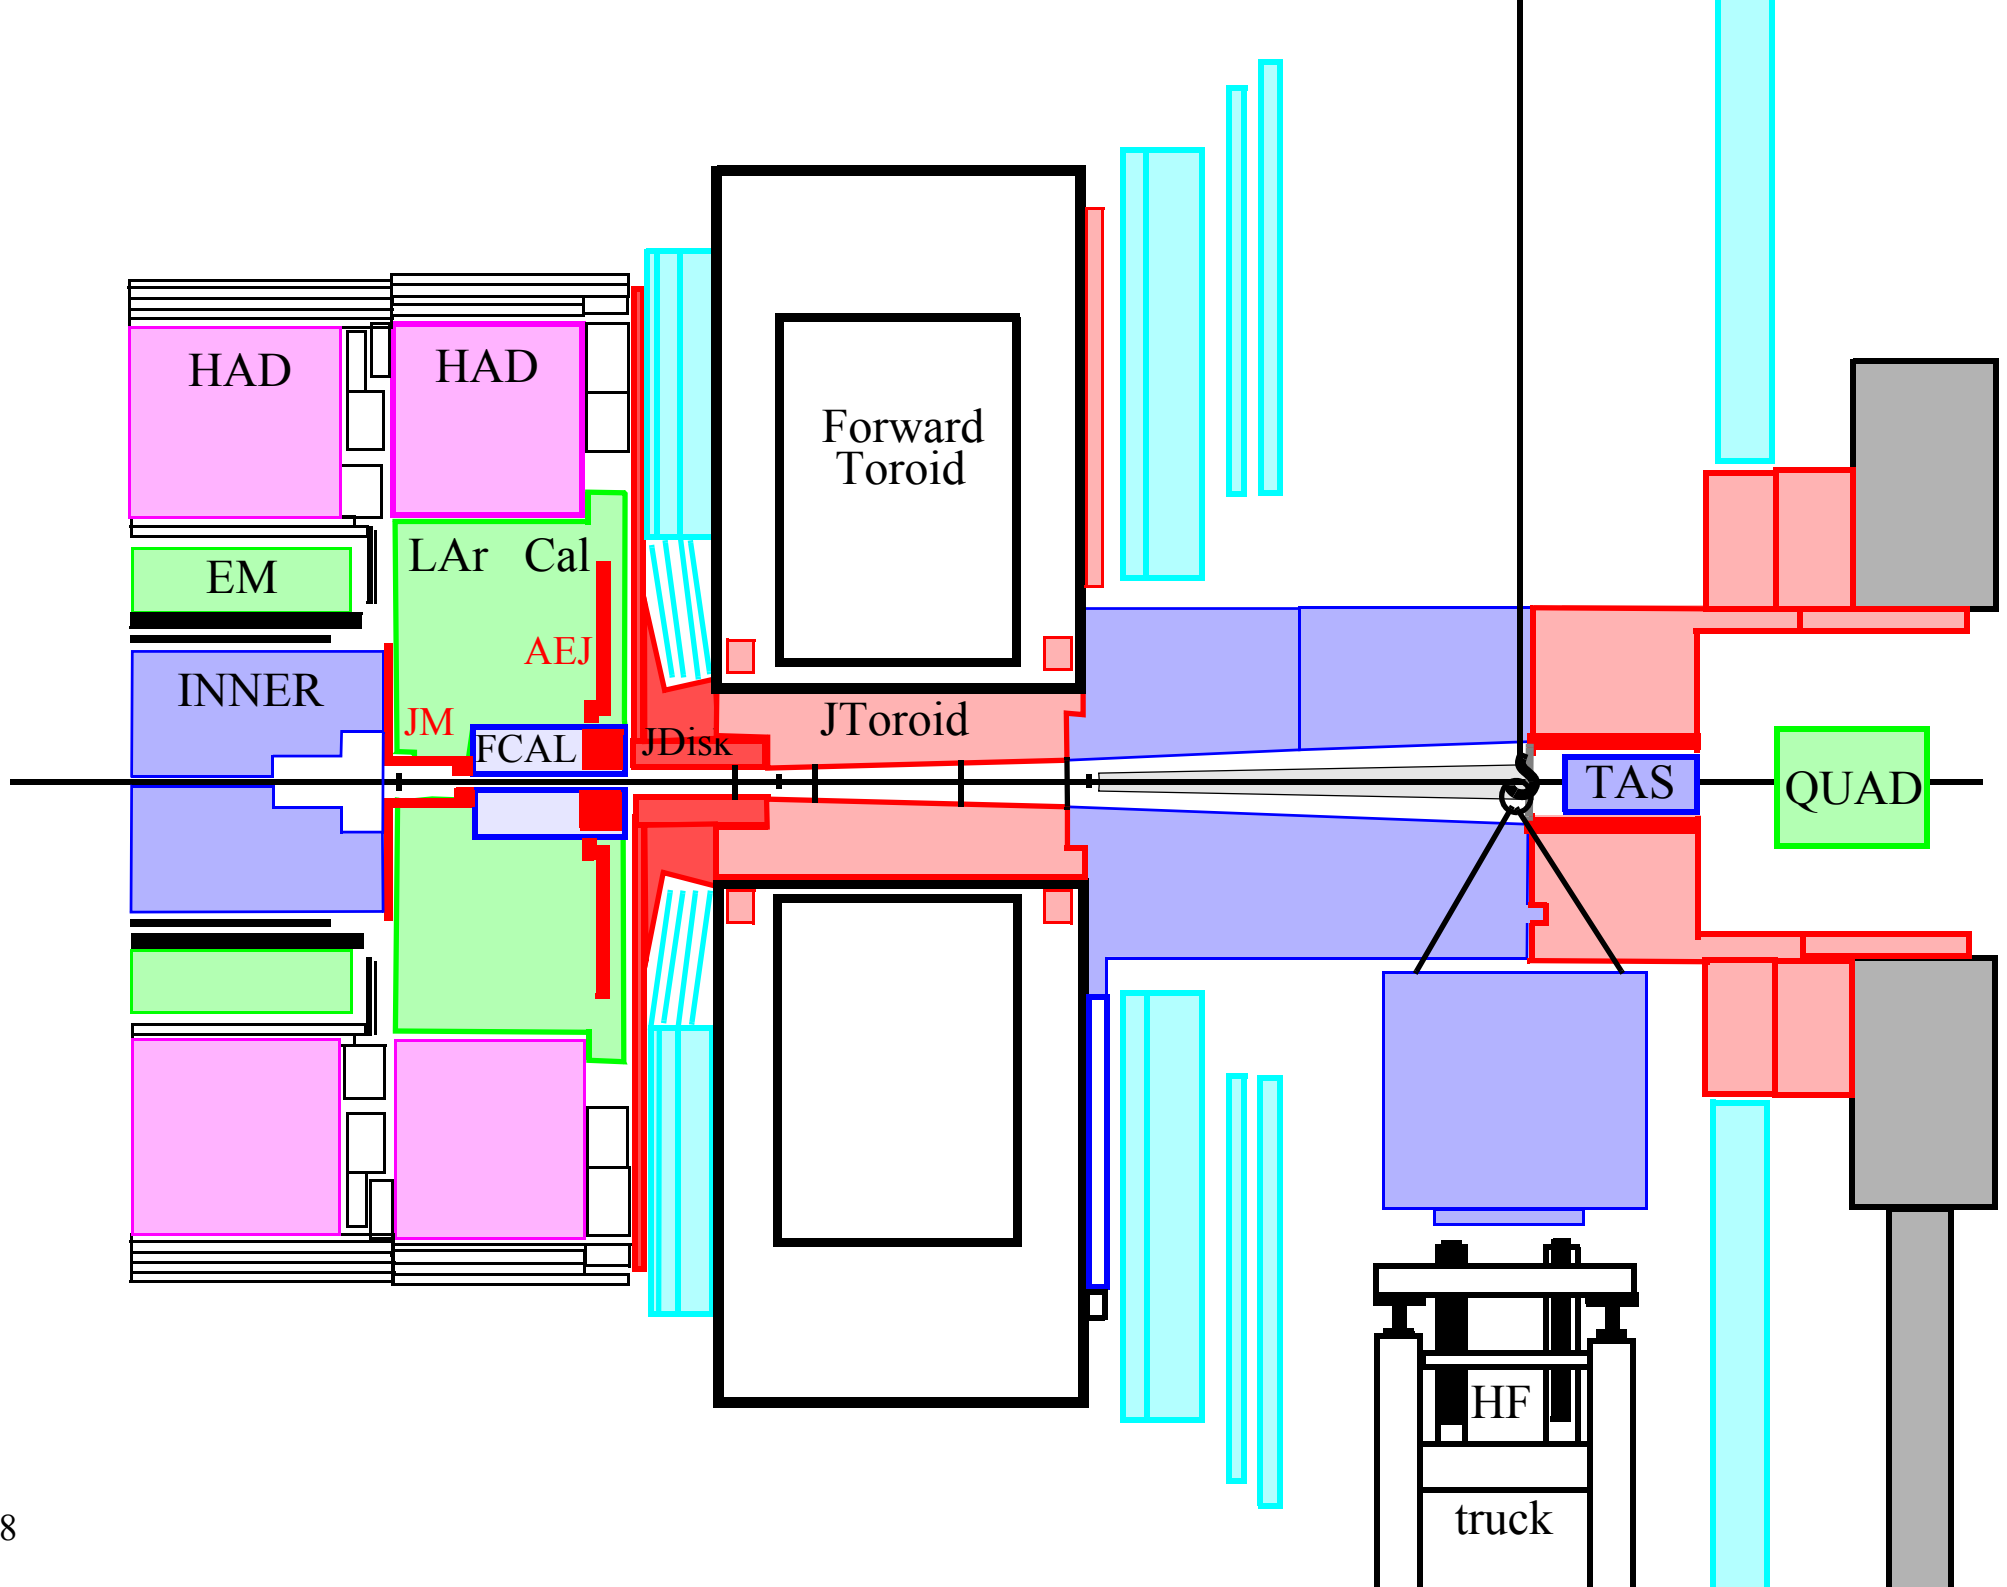 HAD
HAD
Forward
Toroid
LAr Cal
EM
AEJ
INNER
JM
JToroid
FCAL
JDisk
TAS
QUAD
HF
truck
8